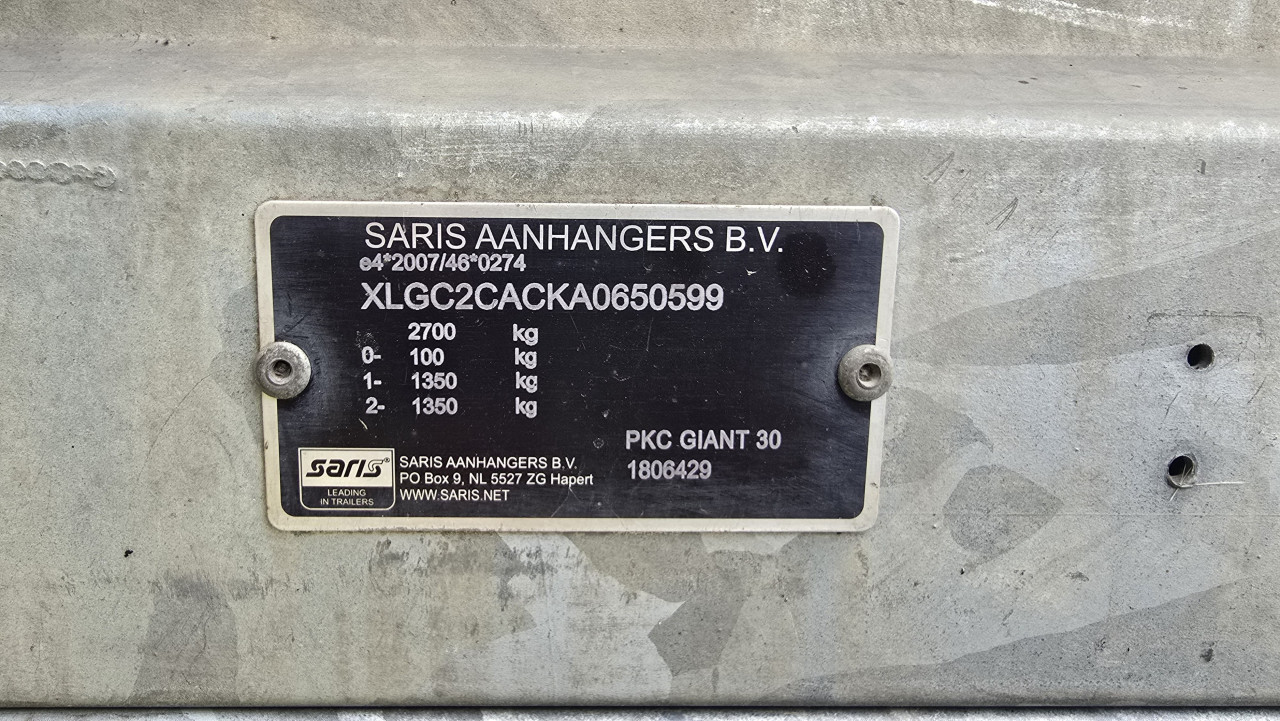 SARIS AANHANGERS B.V.
e4*2007/46*0274
XLGC2CACKA0650599
2700 kg
0- 100 kg
1- 1350 kg
2- 1350 kg
PKC GIANT 30
1806429
saris®
LEADING
IN TRAILERS
SARIS AANHANGERS B.V.
PO Box 9, NL 5527 ZG Hapert
WWW.SARIS.NET